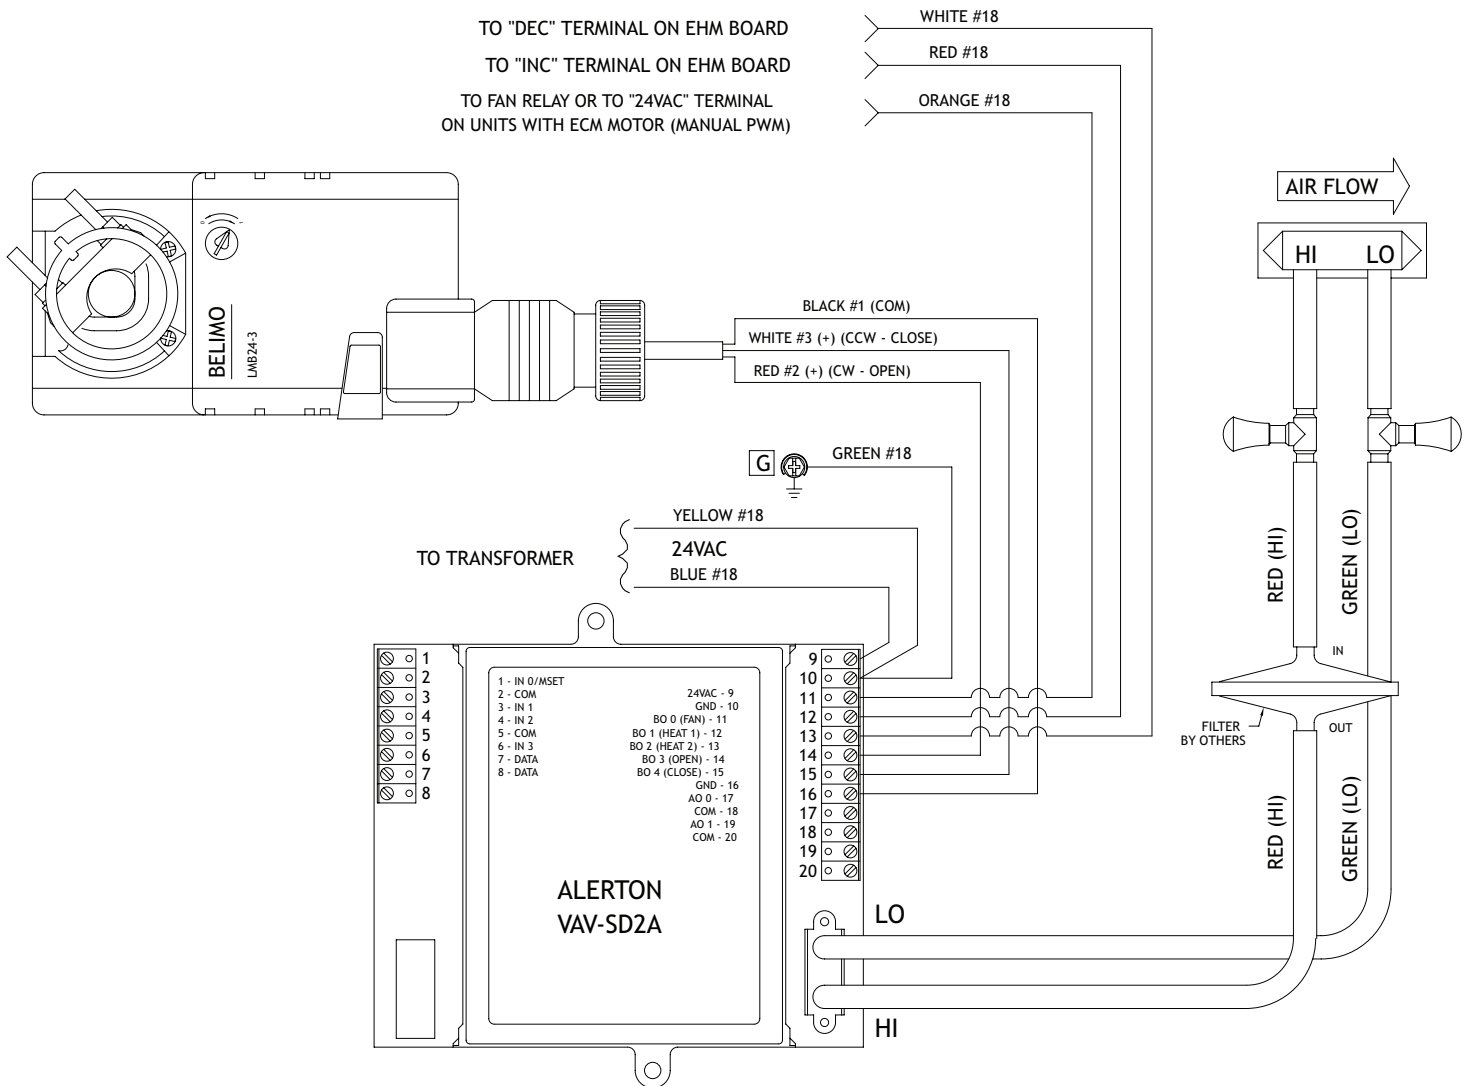 TO "DEC" TERMINAL ON EHM BOARD
WHITE #18
TO "INC" TERMINAL ON EHM BOARD
RED #18
TO FAN RELAY OR TO "24VAC" TERMINAL
ON UNITS WITH ECM MOTOR (MANUAL PWM)
ORANGE #18
AIR FLOW
HI
LO
BELIMO
LMB24-3
BLACK #1 (COM)
WHITE #3 (+) (CCW - CLOSE)
RED #2 (+) (CW - OPEN)
G
GREEN #18
YELLOW #18
TO TRANSFORMER
24VAC
BLUE #18
RED (HI)
GREEN (LO)
IN
FILTER
BY OTHERS
OUT
RED (HI)
GREEN (LO)
1
2
3
4
5
6
7
8
1 - IN 0/MSET
2 - COM
3 - IN 1
4 - IN 2
5 - COM
6 - IN 3
7 - DATA
8 - DATA
24VAC - 9
GND - 10
BO 0 (FAN) - 11
BO 1 (HEAT 1) - 12
BO 2 (HEAT 2) - 13
BO 3 (OPEN) - 14
BO 4 (CLOSE) - 15
GND - 16
AO 0 - 17
COM - 18
AO 1 - 19
COM - 20
9
10
11
12
13
14
15
16
17
18
19
20
ALERTON
VAV-SD2A
LO
HI